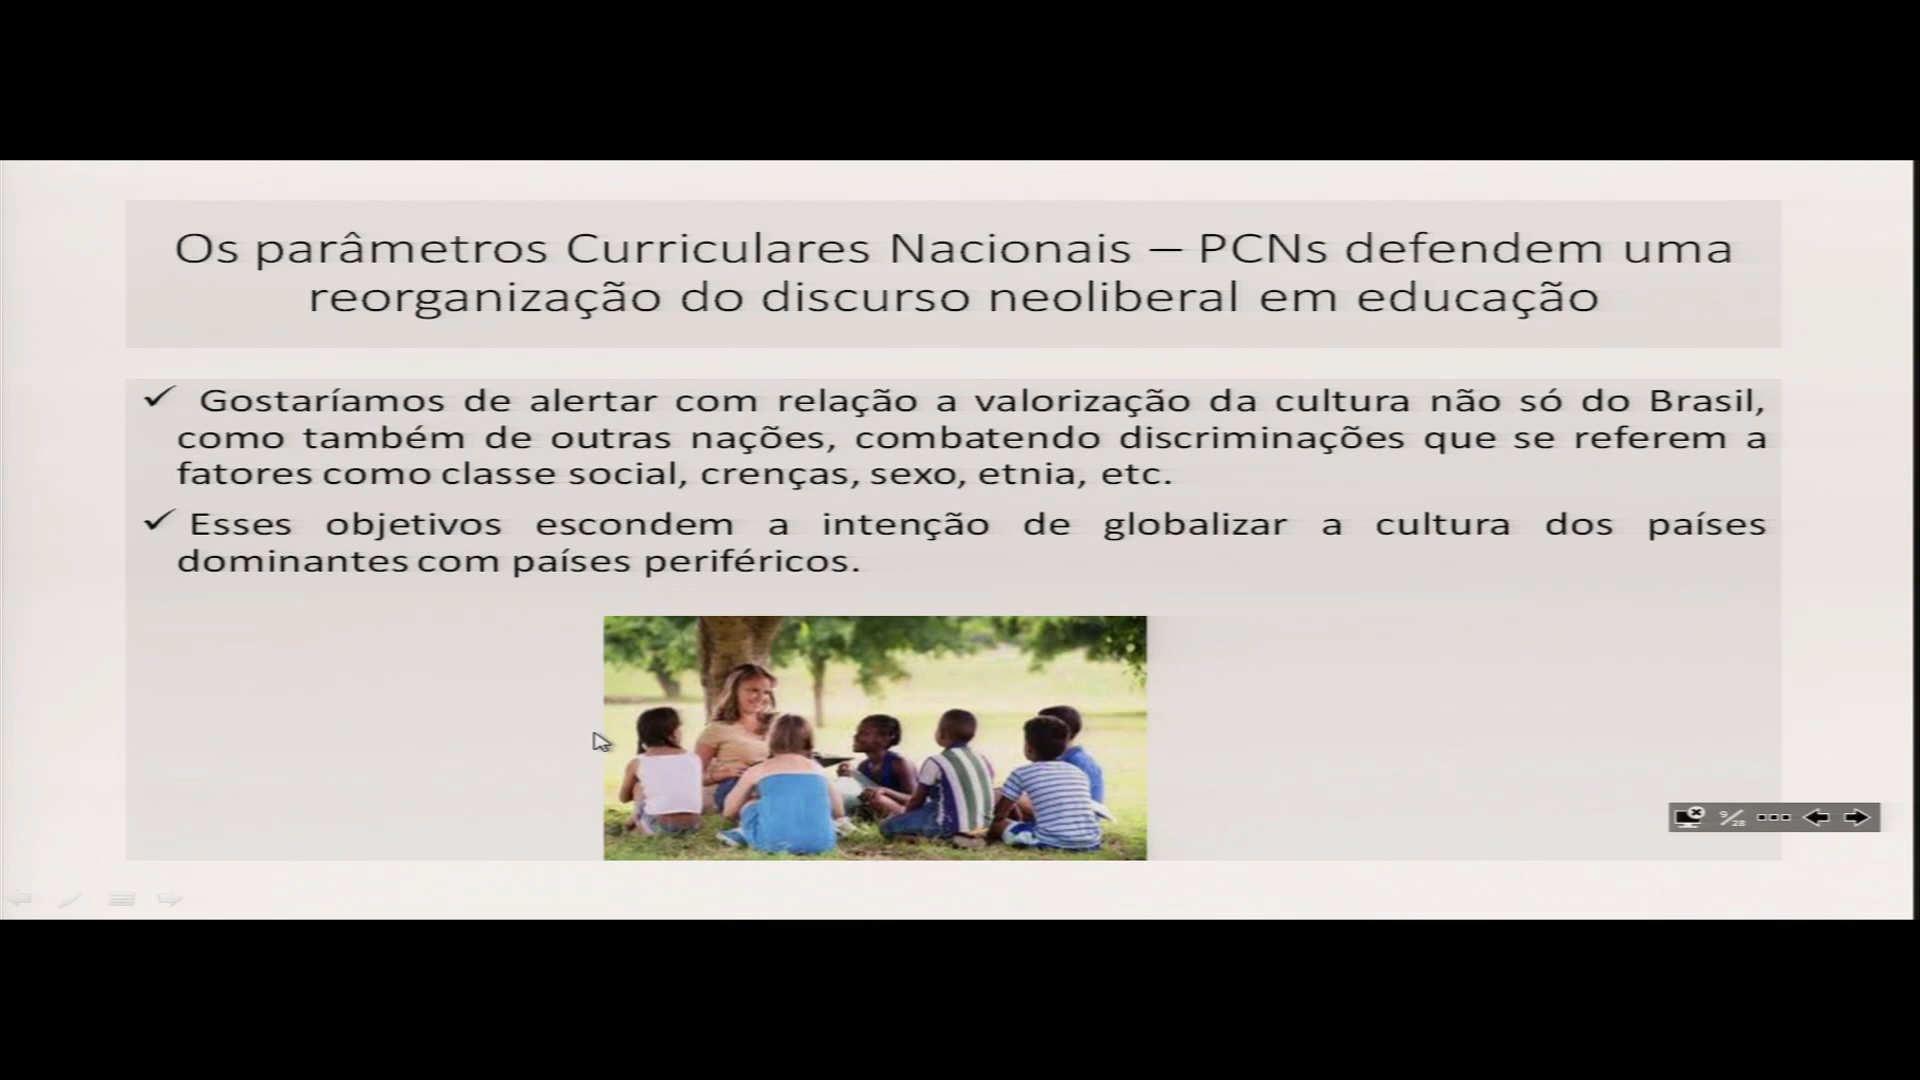 Os parâmetros Curriculares Nacionais – PCNs defendem uma
reorganização do discurso neoliberal em educação
✓ Gostaríamos de alertar com relação a valorização da cultura não só do Brasil,
como também de outras nações, combatendo discriminações que se referem a
fatores como classe social, crenças, sexo, etnia, etc.
✓ Esses objetivos escondem a intenção de globalizar a cultura dos países
dominantes com países periféricos.
9/28